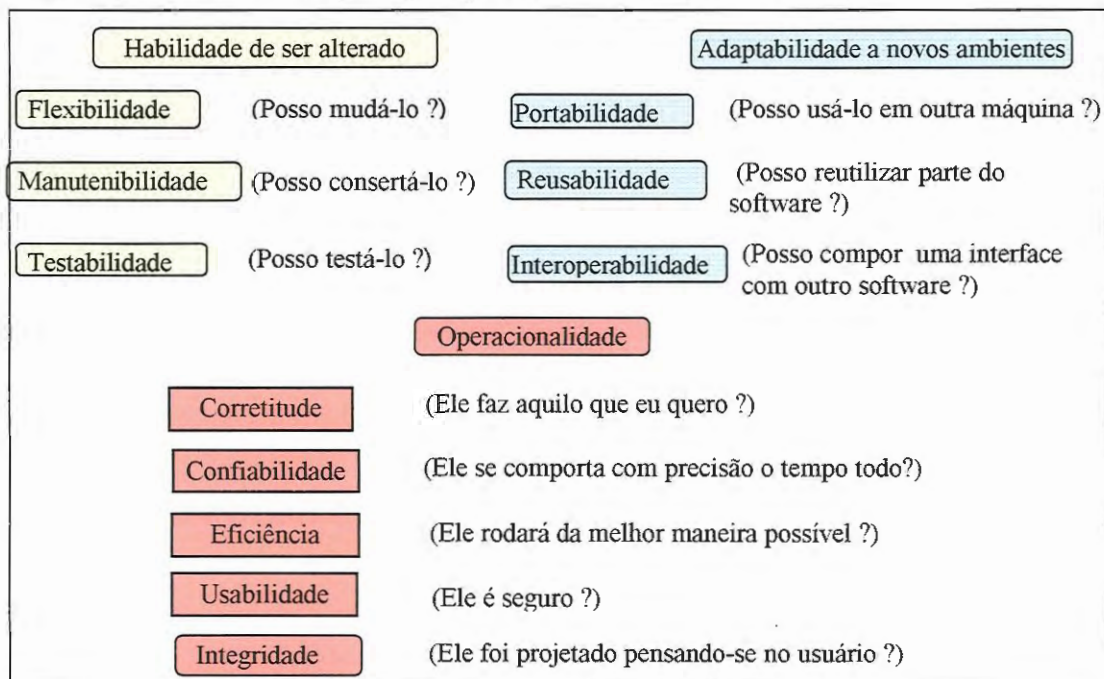 Habilidade de ser alterado
Adaptabilidade a novos ambientes
Flexibilidade (Posso mudá-lo ?)
Portabilidade (Posso usá-lo em outra máquina ?)
Manutenibilidade (Posso consertá-lo ?)
Reusabilidade (Posso reutilizar parte do
software ?)
Testabilidade (Posso testá-lo ?)
Interoperabilidade (Posso compor uma interface
com outro software ?)
Operacionalidade
Corretitude (Ele faz aquilo que eu quero ?)
Confiabilidade (Ele se comporta com precisão o tempo todo?)
Eficiência (Ele rodará da melhor maneira possível ?)
Usabilidade (Ele é seguro ?)
Integridade (Ele foi projetado pensando-se no usuário ?)